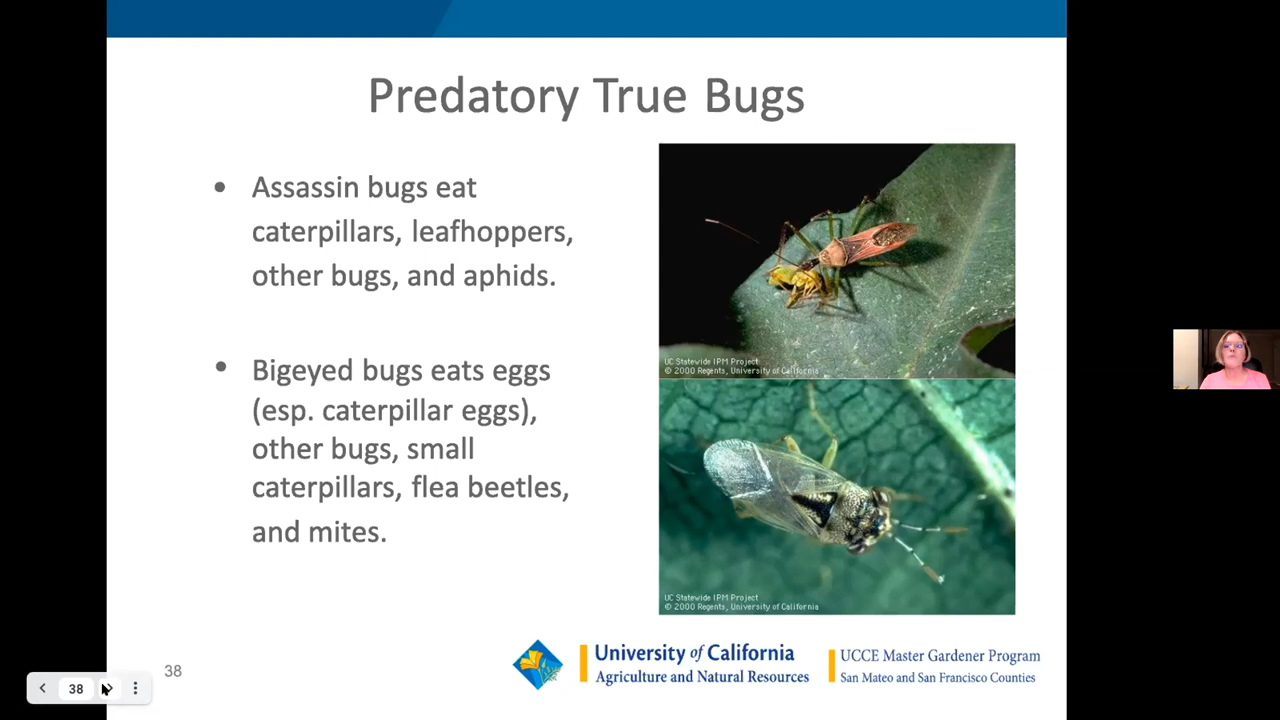 Predatory True Bugs
• Assassin bugs eat
caterpillars, leafhoppers,
other bugs, and aphids.
• Bigeyed bugs eats eggs
(esp. caterpillar eggs),
other bugs, small
caterpillars, flea beetles,
and mites.
UC Statewide IPM Project
© 2000 Regents, University of California
UC Statewide IPM Project
© 2000 Regents, University of California
38
University of California
Agriculture and Natural Resources
UCCE Master Gardener Program
San Mateo and San Francisco Counties
38